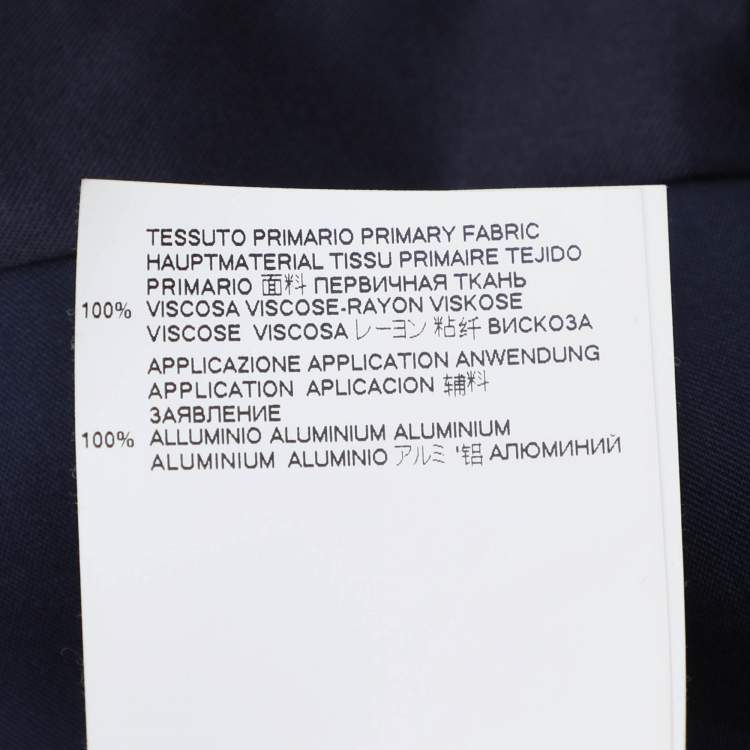 TESSUTO PRIMARIO PRIMARY FABRIC
HAUPTMATERIAL TISSU PRIMAIRE TEJIDO
PRIMARIO 面料 ПЕРВИЧНАЯ ТКАНЬ
100% VISCOSA VISCOSE-RAYON VISKOSE
VISCOSE VISCOSA レーヨン 粘纤 ВИСКОЗА
APPLICAZIONE APPLICATION ANWENDUNG
APPLICATION APLICACION 辅料
ЗАЯВЛЕНИЕ
100% ALLUMINIO ALUMINIUM ALUMINIUM
ALUMINIUM ALUMINIO アルミ '铝 АЛЮМИНИЙ